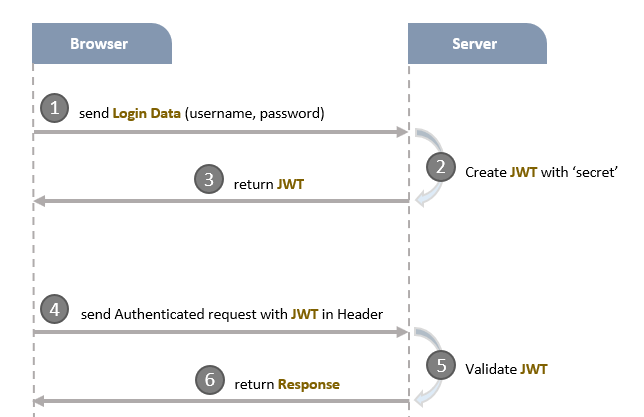 Browser
Server
1 send Login Data (username, password)
2 Create JWT with ‘secret’
3 return JWT
4 send Authenticated request with JWT in Header
5 Validate JWT
6 return Response